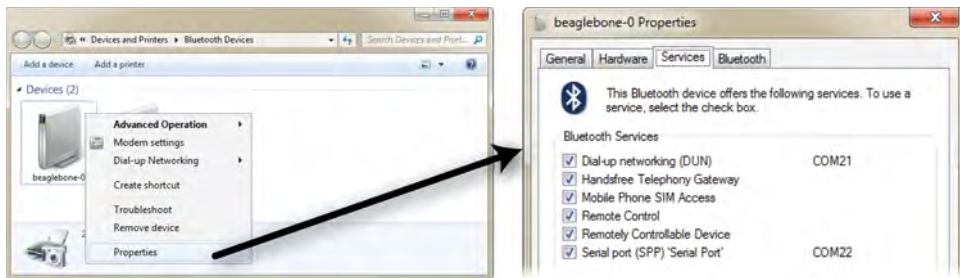 « Devices and Printers ▸ Bluetooth Devices
Search Devices and Print...
Add a device Add a printer
Devices (2)
beaglebone-0
Advanced Operation
Modem settings
Dial-up Networking
Create shortcut
Troubleshoot
Remove device
Properties
beaglebone-0 Properties
General Hardware Services Bluetooth
This Bluetooth device offers the following services. To use a
service, select the check box.
Bluetooth Services
Dial-up networking (DUN) COM21
Handsfree Telephony Gateway
Mobile Phone SIM Access
Remote Control
Remotely Controllable Device
Serial port (SPP) 'Serial Port' COM22